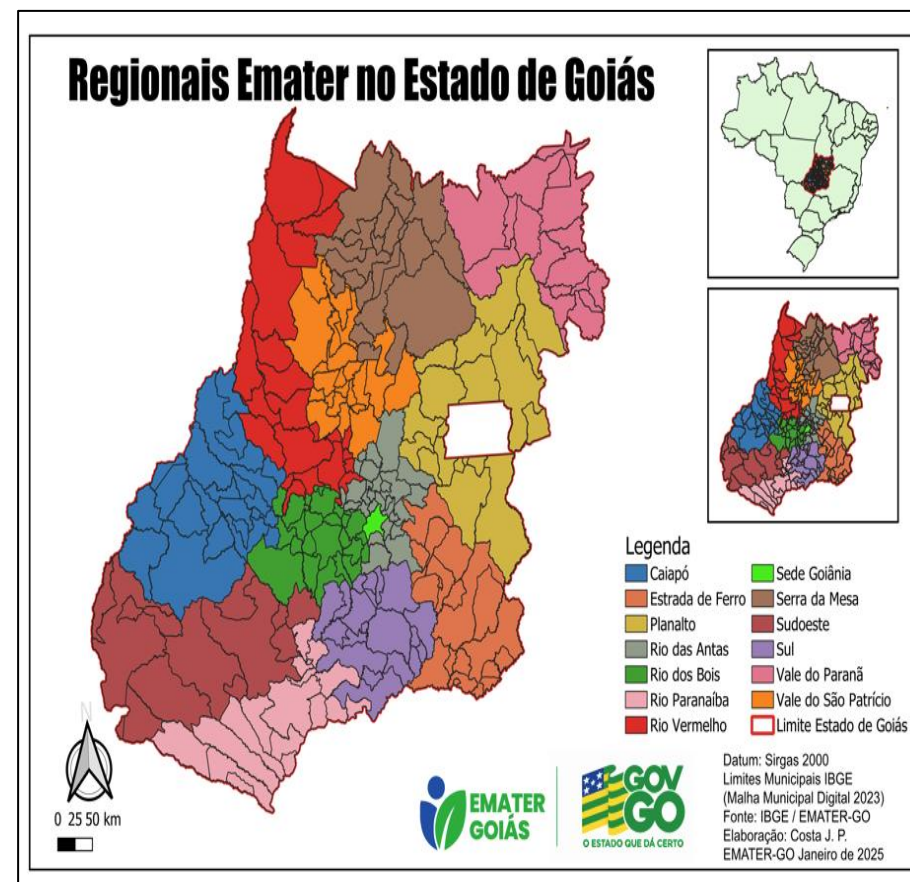 Regionais Emater no Estado de Goiás
Legenda
Caiapó
Estrada de Ferro
Planalto
Rio das Antas
Rio dos Bois
Rio Paranaíba
Rio Vermelho
Sede Goiânia
Serra da Mesa
Sudoeste
Sul
Vale do Paranã
Vale do São Patrício
Limite Estado de Goiás
N
0 25 50 km
EMATER
GOIÁS
GOV
GO
O ESTADO QUE DÁ CERTO
Datum: Sirgas 2000
Limites Municipais IBGE
(Malha Municipal Digital 2023)
Fonte: IBGE / EMATER-GO
Elaboração: Costa J. P.
EMATER-GO Janeiro de 2025